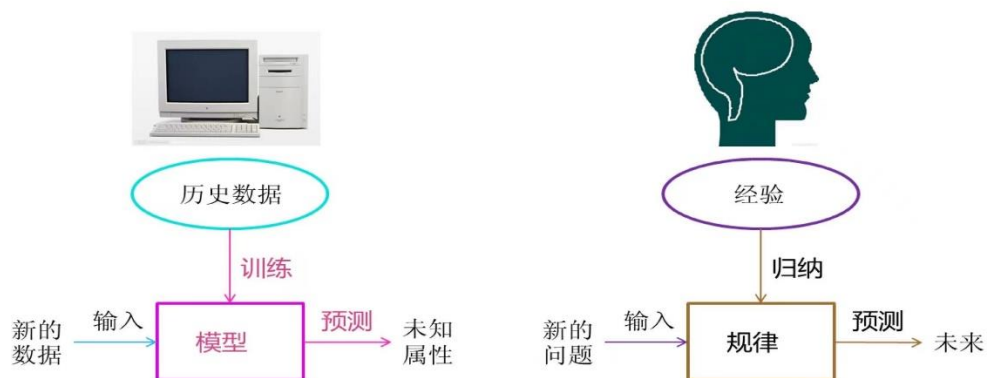 历史数据
经验
训练
归纳
新的
数据
输入
模型
预测
未知
属性
新的
问题
输入
规律
预测
未来